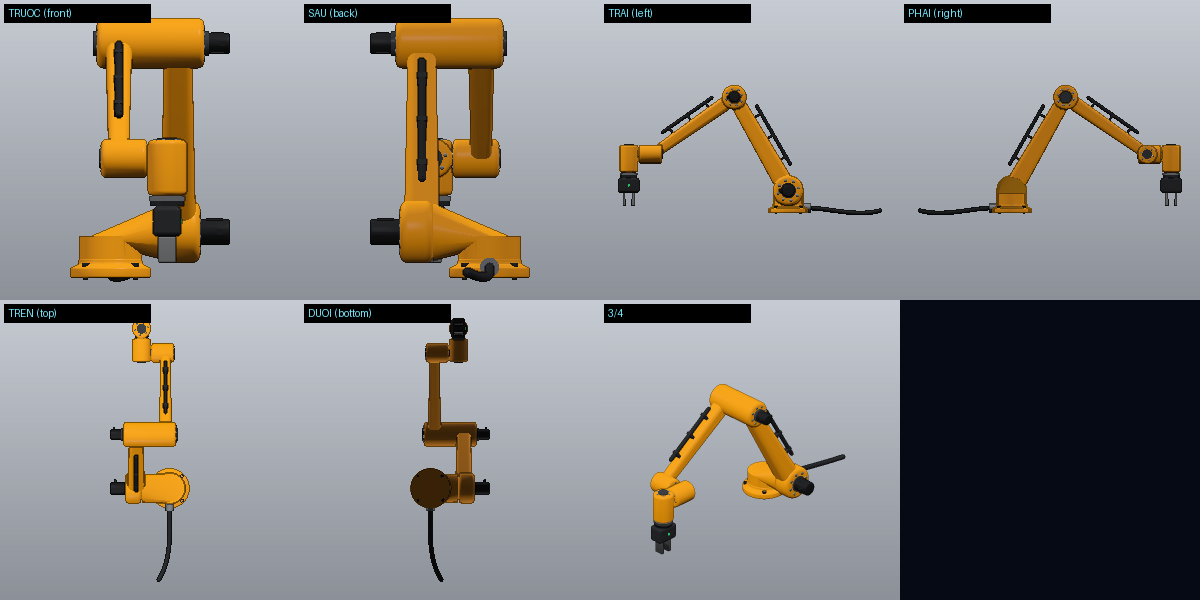 TRUOC (front)
SAU (back)
TRAI (left)
PHAI (right)
TREN (top)
DUOI (bottom)
3/4